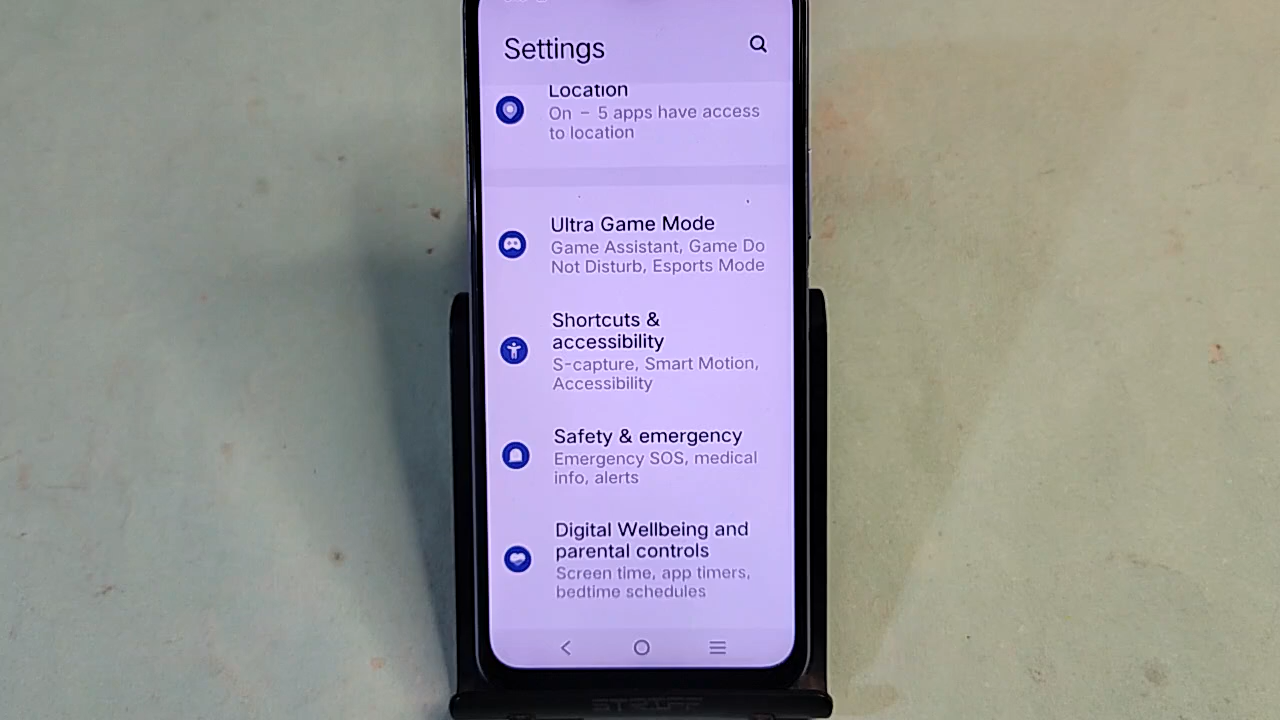 Settings
Location
On – 5 apps have access
to location
Ultra Game Mode
Game Assistant, Game Do
Not Disturb, Esports Mode
Shortcuts &
accessibility
S-capture, Smart Motion,
Accessibility
Safety & emergency
Emergency SOS, medical
info, alerts
Digital Wellbeing and
parental controls
Screen time, app timers,
bedtime schedules
STRIFF